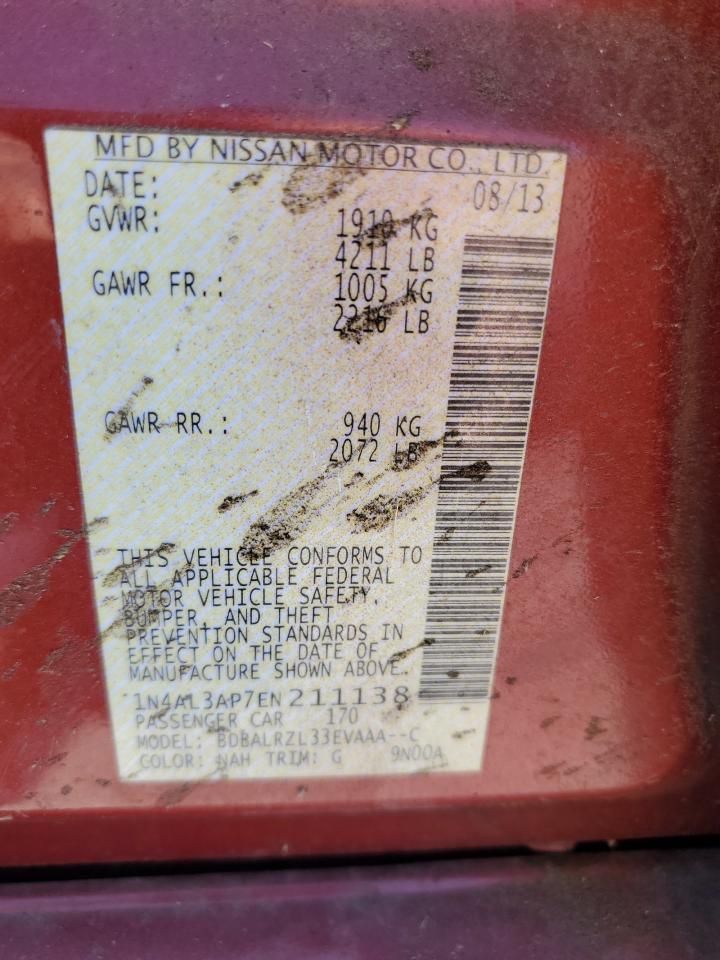 MFD BY NISSAN MOTOR CO., LTD.
DATE: 08/13
GVWR: 1910 KG
4211 LB
GAWR FR.: 1005 KG
2216 LB
GAWR RR.: 940 KG
2072 LB
THIS VEHICLE CONFORMS TO
ALL APPLICABLE FEDERAL
MOTOR VEHICLE SAFETY,
BUMPER, AND THEFT
PREVENTION STANDARDS IN
EFFECT ON THE DATE OF
MANUFACTURE SHOWN ABOVE.
1N4AL3AP7EN211138
PASSENGER CAR 170
MODEL: BDBALRZL33EVAAA--C
COLOR: NAH TRIM: G 9N00A